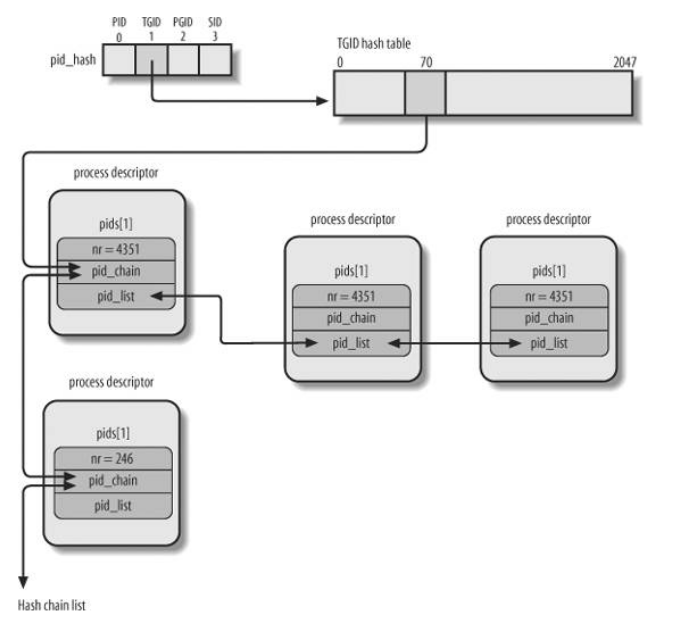 PID TGID PGID SID
0 1 2 3
pid_hash
TGID hash table
0 70 2047
process descriptor
pids[1]
nr = 4351
pid_chain
pid_list
process descriptor
pids[1]
nr = 4351
pid_chain
pid_list
process descriptor
pids[1]
nr = 4351
pid_chain
pid_list
process descriptor
pids[1]
nr = 246
pid_chain
pid_list
Hash chain list